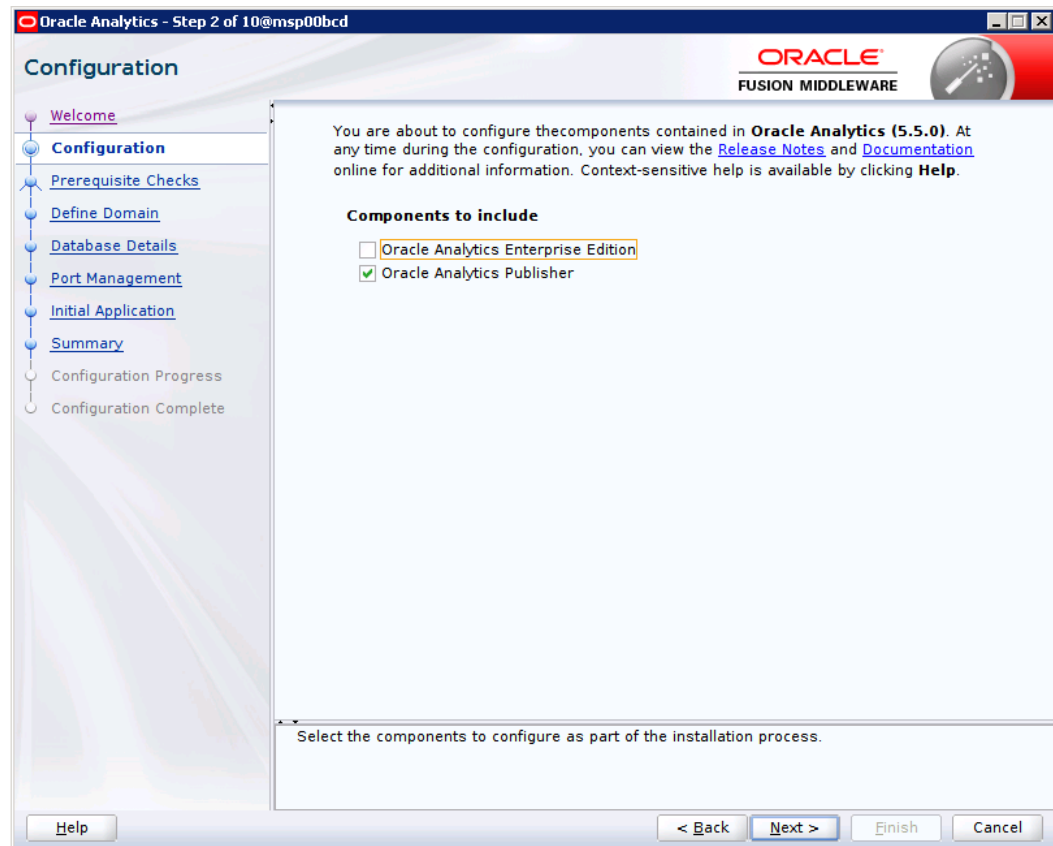 Oracle Analytics - Step 2 of 10@msp00bcd
Configuration
ORACLE
FUSION MIDDLEWARE
Welcome
Configuration
Prerequisite Checks
Define Domain
Database Details
Port Management
Initial Application
Summary
Configuration Progress
Configuration Complete
You are about to configure thecomponents contained in Oracle Analytics (5.5.0). At
any time during the configuration, you can view the Release Notes and Documentation
online for additional information. Context-sensitive help is available by clicking Help.
Components to include
Oracle Analytics Enterprise Edition
Oracle Analytics Publisher
Select the components to configure as part of the installation process.
Help
< Back
Next >
Finish
Cancel